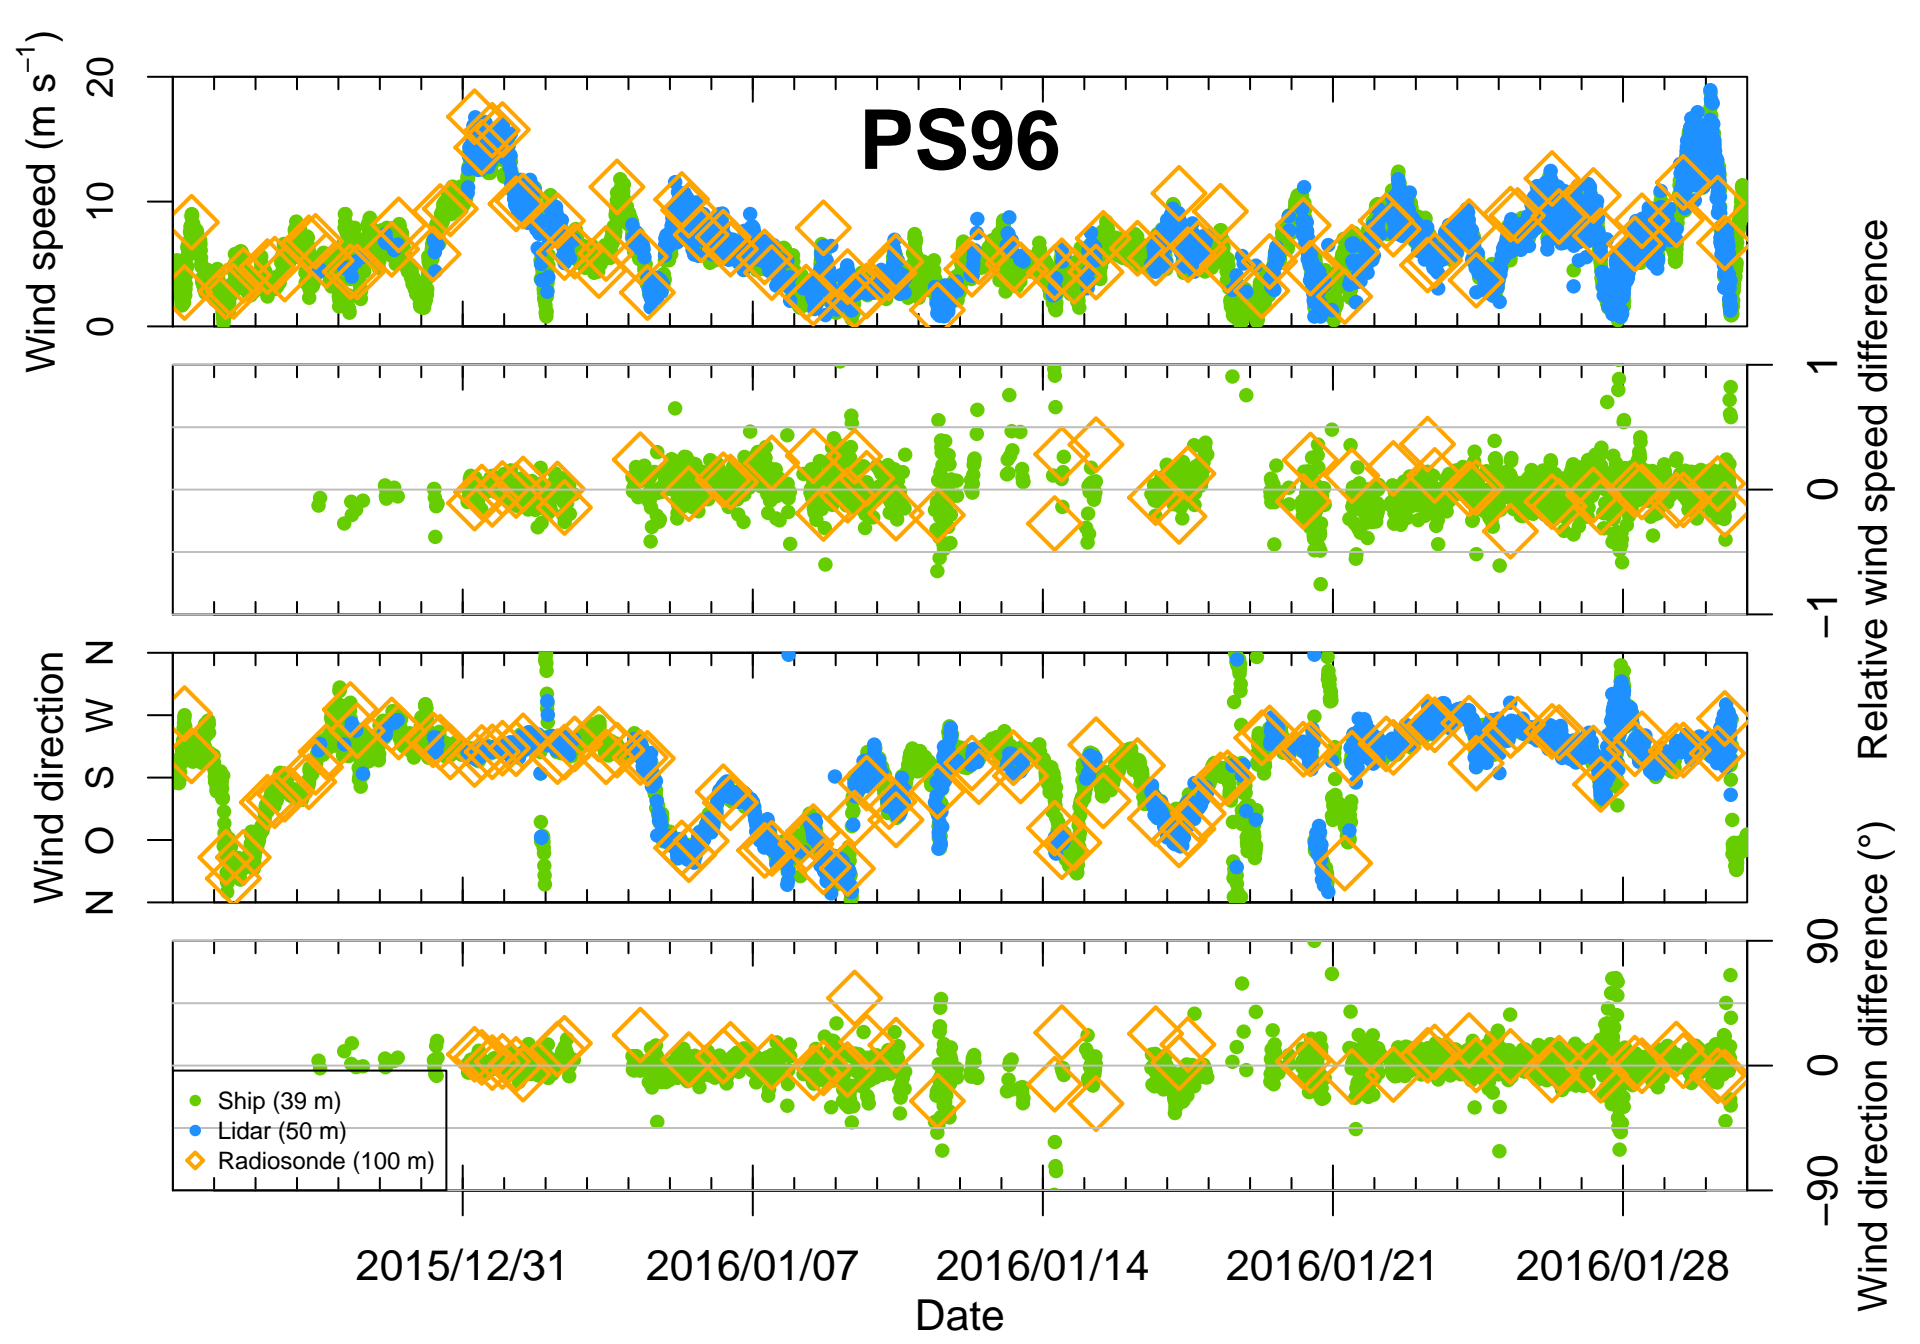 PS96
Wind speed (m s⁻¹)
20
10
0
Relative wind speed difference
1
0
−1
Wind direction
N
W
S
O
N
Wind direction difference (°)
90
0
−90
Ship (39 m)
Lidar (50 m)
Radiosonde (100 m)
2015/12/31 2016/01/07 2016/01/14 2016/01/21 2016/01/28
Date